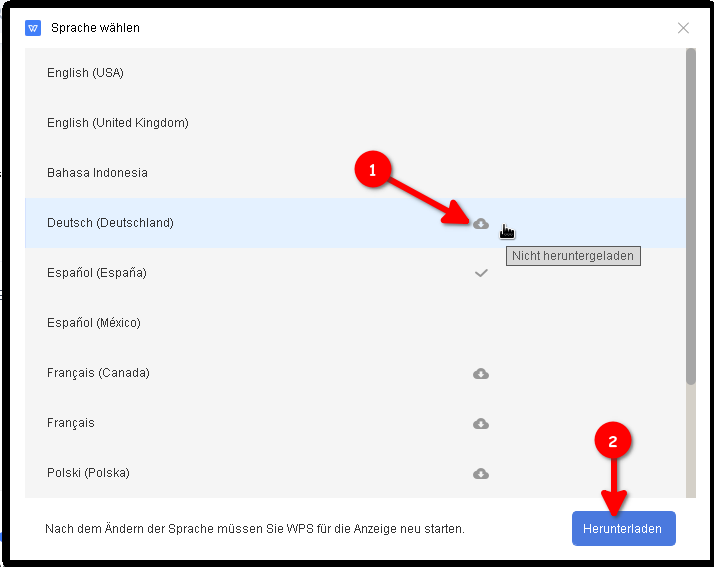 Sprache wählen
English (USA)
English (United Kingdom)
Bahasa Indonesia
1
Deutsch (Deutschland)
Nicht heruntergeladen
Español (España)
Español (México)
Français (Canada)
Français
2
Polski (Polska)
Nach dem Ändern der Sprache müssen Sie WPS für die Anzeige neu starten.
Herunterladen